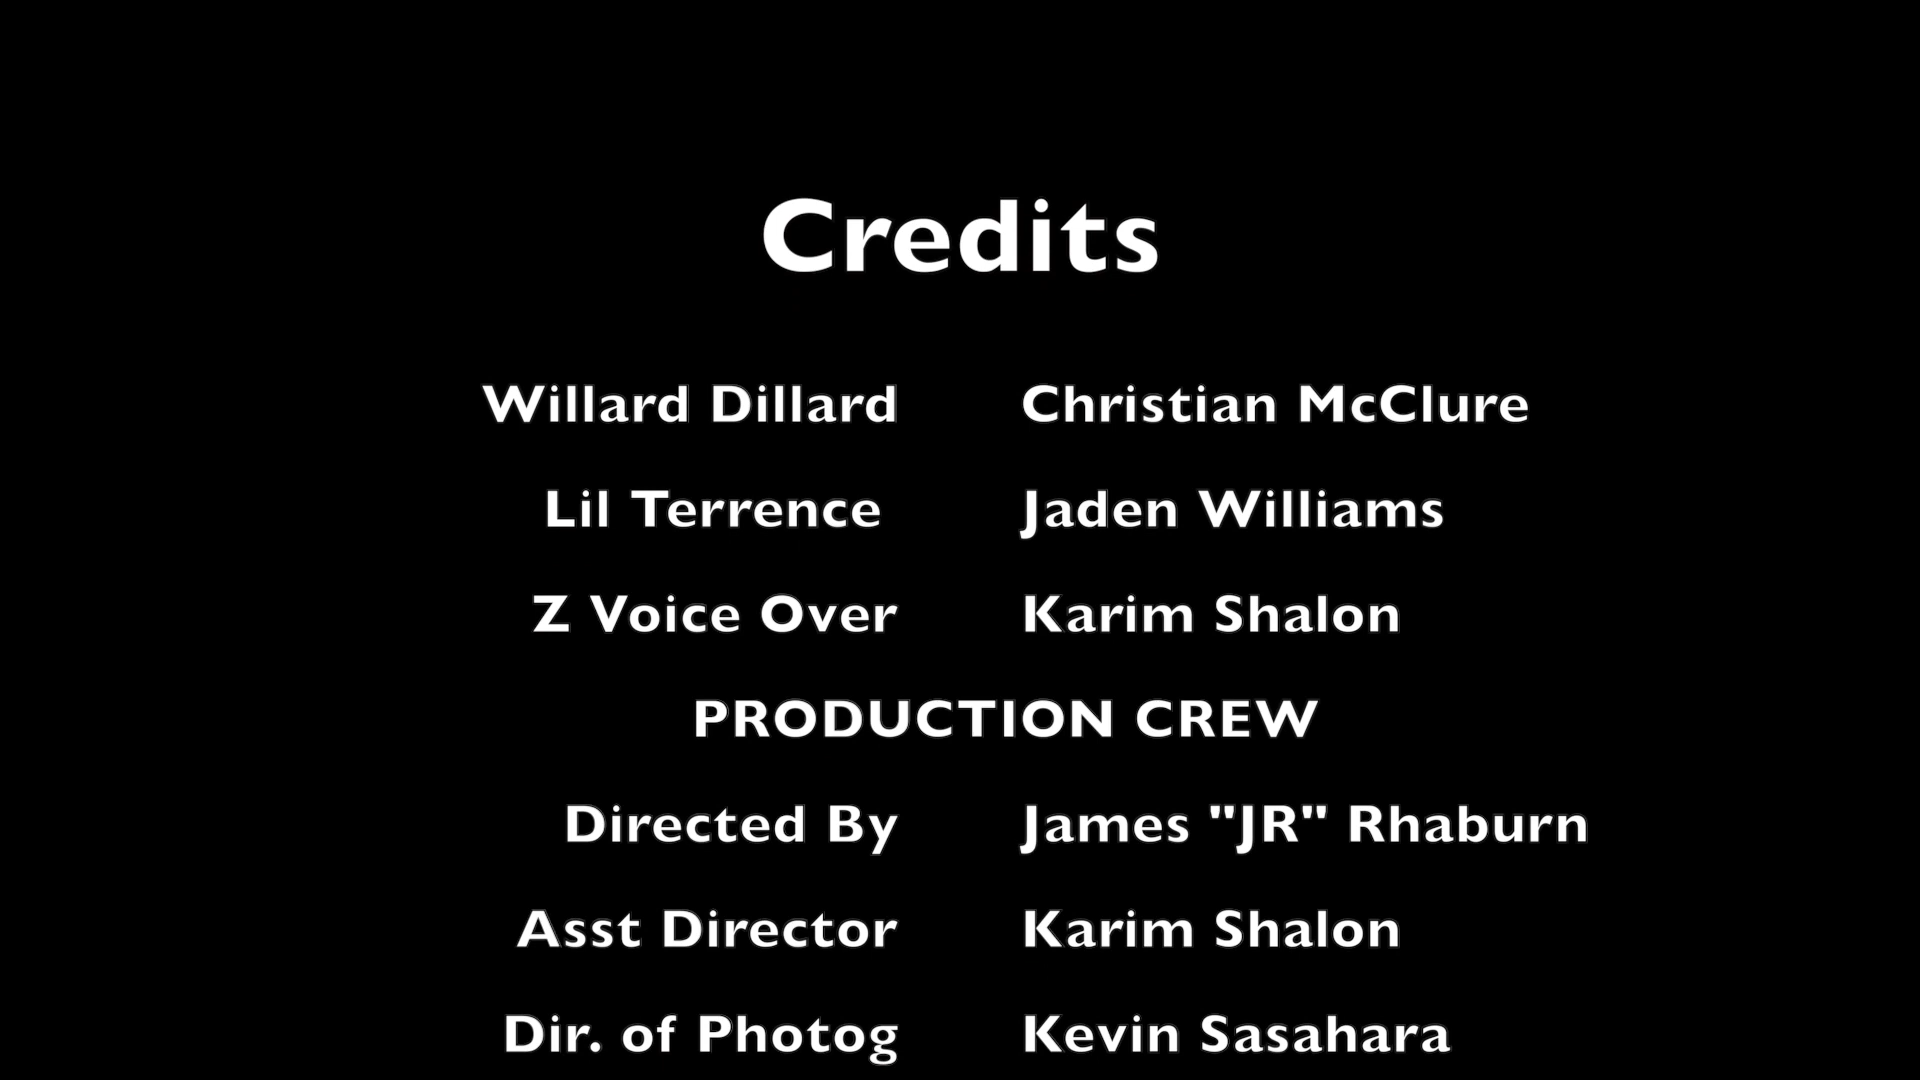 Credits
Willard Dillard Christian McClure
Lil Terrence Jaden Williams
Z Voice Over Karim Shalon
PRODUCTION CREW
Directed By James "JR" Rhaburn
Asst Director Karim Shalon
Dir. of Photog Kevin Sasahara